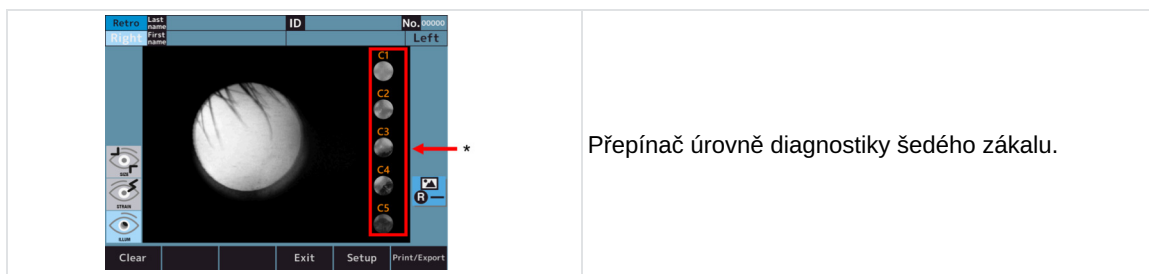 Retro Last name ID No. 00000
Right First name Left
C1
C2
C3
*
Přepínač úrovně diagnostiky šedého zákalu.
C4
C5
SIZE
STRAIN
ILLUM
R
Clear Exit Setup Print/Export